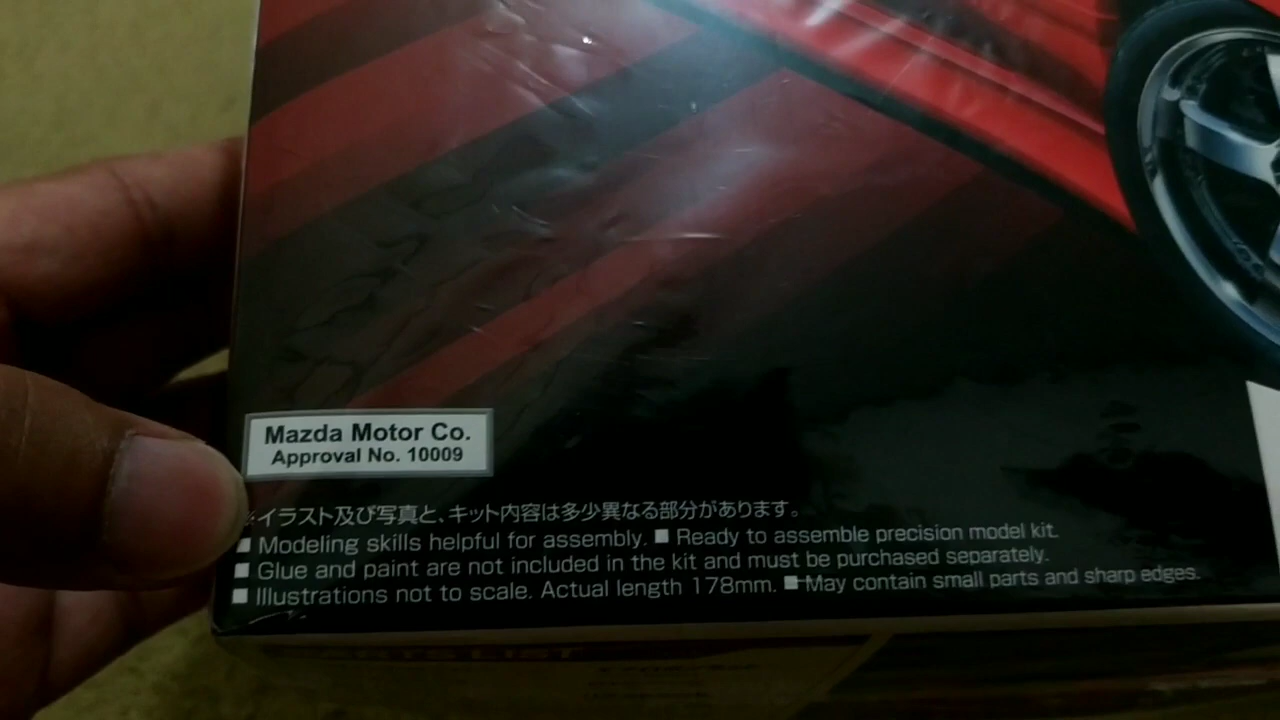 Mazda Motor Co.
Approval No. 10009
※イラスト及び写真と、キット内容は多少異なる部分があります。
■ Modeling skills helpful for assembly. ■ Ready to assemble precision model kit.
■ Glue and paint are not included in the kit and must be purchased separately.
■ Illustrations not to scale. Actual length 178mm. ■ May contain small parts and sharp edges.